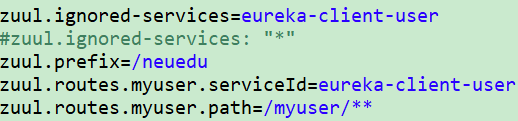 zuul.ignored-services=eureka-client-user
#zuul.ignored-services: "*"
zuul.prefix=/neuedu
zuul.routes.myuser.serviceId=eureka-client-user
zuul.routes.myuser.path=/myuser/**